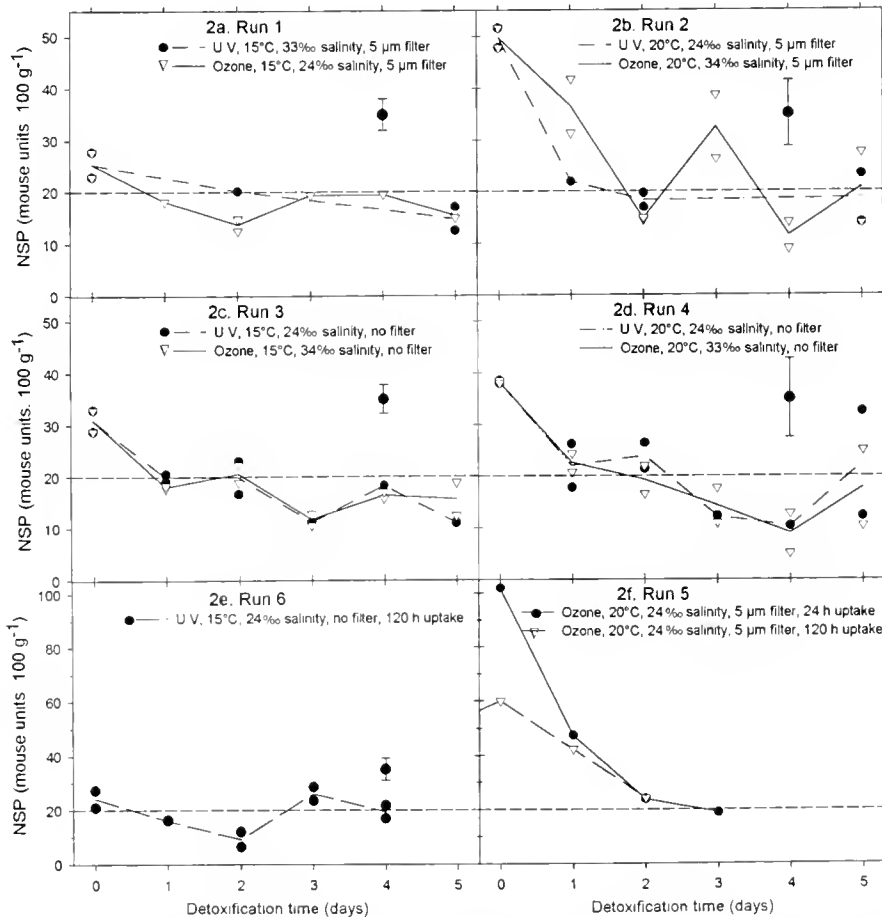 2a. Run 1
U V, 15°C, 33‰ salinity, 5 µm filter
Ozone, 15°C, 24‰ salinity, 5 µm filter
2b. Run 2
U V, 20°C, 24‰ salinity, 5 µm filter
Ozone, 20°C, 34‰ salinity, 5 µm filter
NSP (mouse units 100 g⁻¹)
50
40
30
20
10
0
2c. Run 3
U V, 15°C, 24‰ salinity, no filter
Ozone, 15°C, 34‰ salinity, no filter
2d. Run 4
U V, 20°C, 24‰ salinity, no filter
Ozone, 20°C, 33‰ salinity, no filter
NSP (mouse units. 100 g⁻¹)
50
40
30
20
10
0
2e. Run 6
U V, 15°C, 24‰ salinity, no filter, 120 h uptake
2f. Run 5
Ozone, 20°C, 24‰ salinity, 5 µm filter, 24 h uptake
Ozone, 20°C, 24‰ salinity, 5 µm filter, 120 h uptake
NSP (mouse units 100 g⁻¹)
100
80
60
40
20
0
0 1 2 3 4 5
0 1 2 3 4 5
Detoxification time (days)
Detoxification time (days)